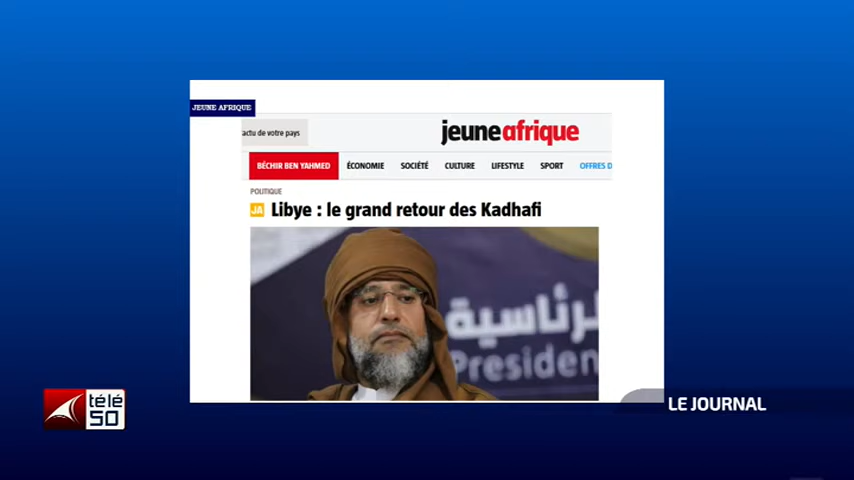 JEUNE AFRIQUE
actu de votre pays
jeuneafrique
BÉCHIR BEN YAHMED ÉCONOMIE SOCIÉTÉ CULTURE LIFESTYLE SPORT OFFRES D
POLITIQUE
JA Libye : le grand retour des Kadhafi
الرئاسية
Presiden
télé
50
LE JOURNAL